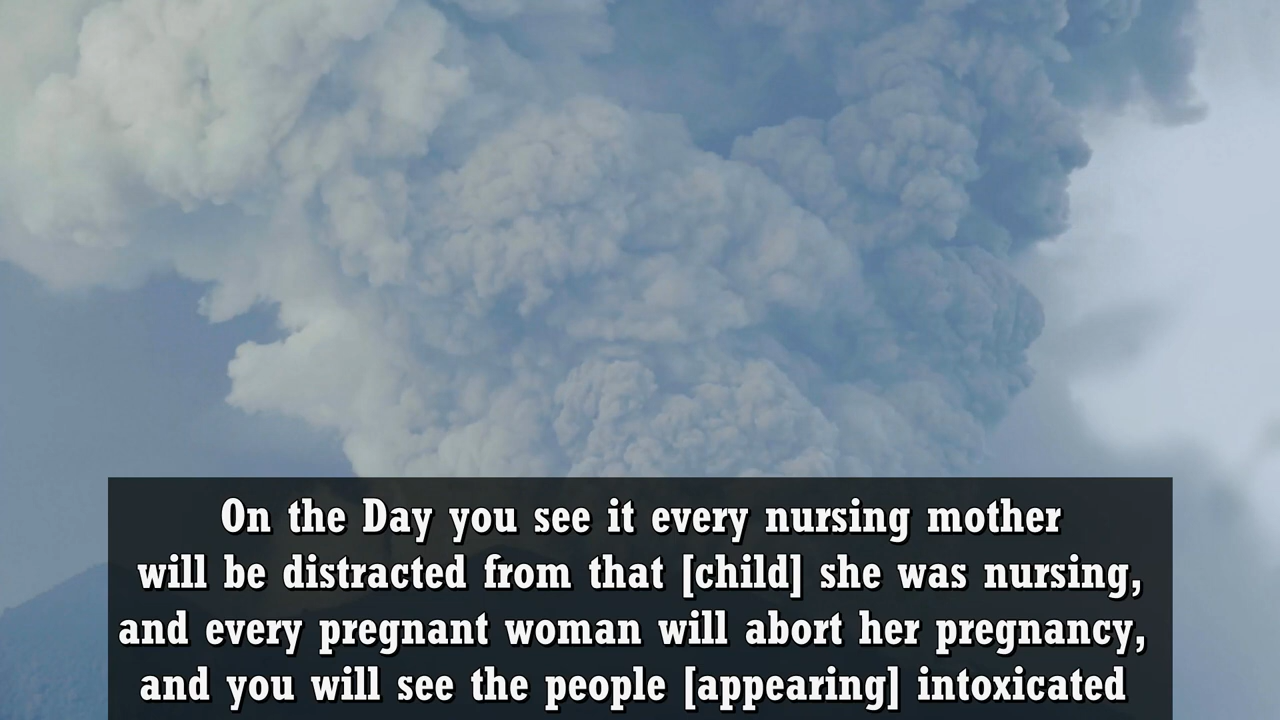 On the Day you see it every nursing mother
will be distracted from that [child] she was nursing,
and every pregnant woman will abort her pregnancy,
and you will see the people [appearing] intoxicated